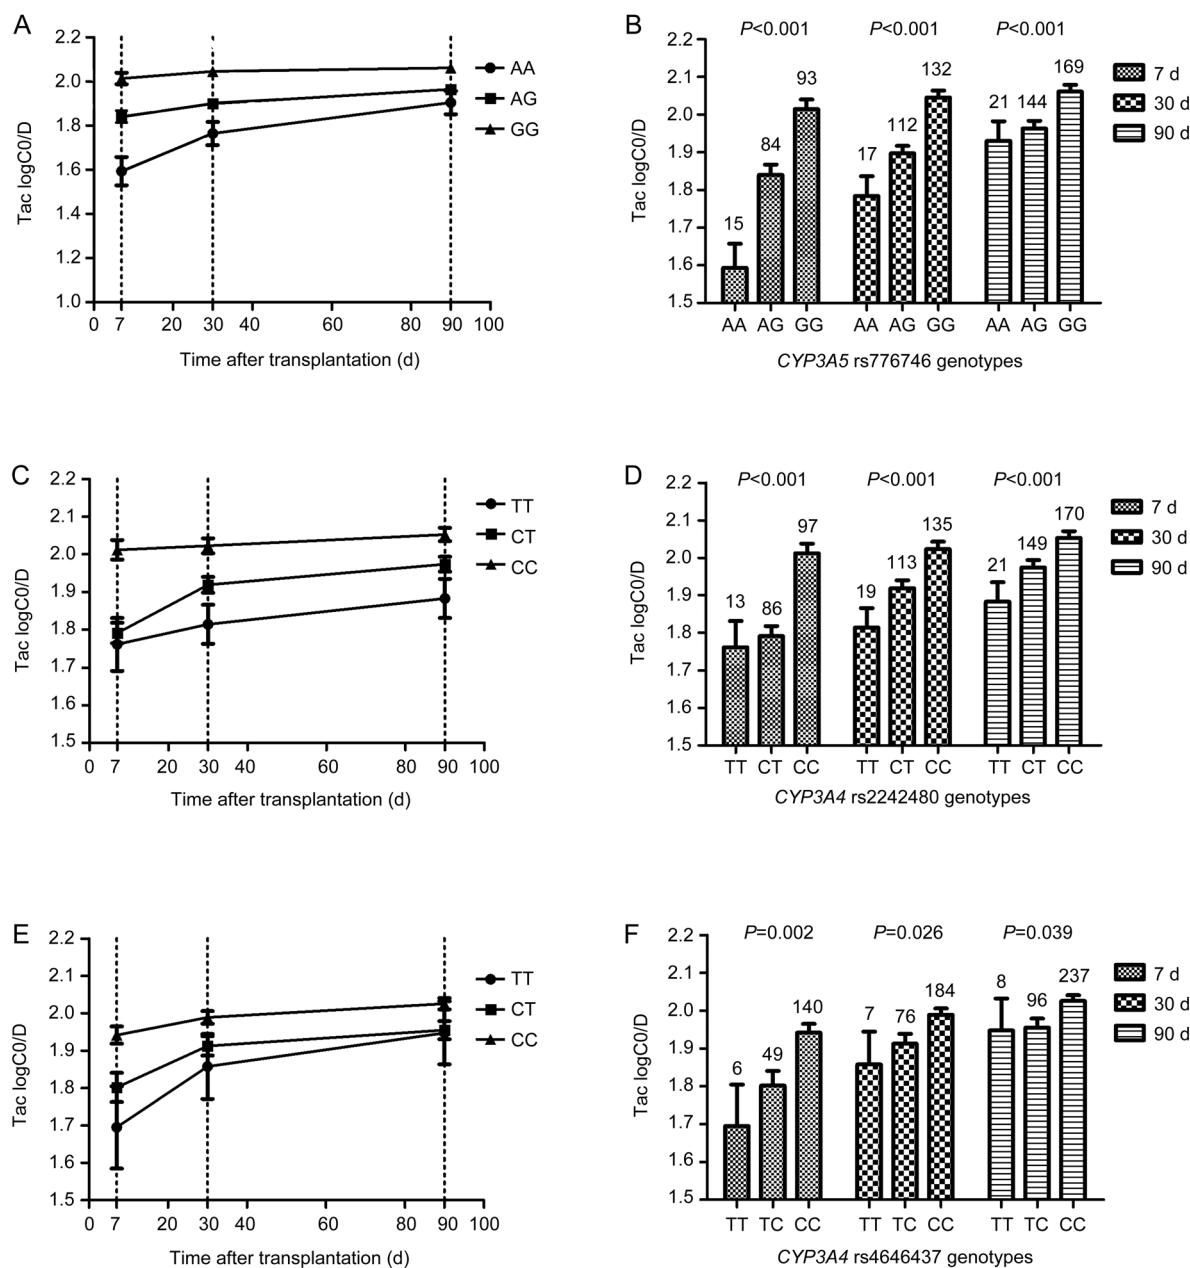 A
2.2
2.0
1.8
1.6
1.4
1.2
1.0
Tac logC0/D
0 7 20 30 40 60 80 90 100
Time after transplantation (d)
AA
AG
GG
B
P<0.001 P<0.001 P<0.001
2.2
2.1
2.0
1.9
1.8
1.7
1.6
1.5
Tac logC0/D
15 84 93 17 112 132 21 144 169
AA AG GG AA AG GG AA AG GG
CYP3A5 rs776746 genotypes
7 d
30 d
90 d
C
2.2
2.1
2.0
1.9
1.8
1.7
1.6
1.5
Tac logC0/D
0 7 20 30 40 60 80 90 100
Time after transplantation (d)
TT
CT
CC
D
P<0.001 P<0.001 P<0.001
2.2
2.1
2.0
1.9
1.8
1.7
1.6
1.5
Tac logC0/D
13 86 97 19 113 135 21 149 170
TT CT CC TT CT CC TT CT CC
CYP3A4 rs2242480 genotypes
7 d
30 d
90 d
E
2.2
2.1
2.0
1.9
1.8
1.7
1.6
1.5
Tac logC0/D
0 7 20 30 40 60 80 90 100
Time after transplantation (d)
TT
CT
CC
F
P=0.002 P=0.026 P=0.039
2.2
2.1
2.0
1.9
1.8
1.7
1.6
1.5
Tac logC0/D
6 49 140 7 76 184 8 96 237
TT TC CC TT TC CC TT TC CC
CYP3A4 rs4646437 genotypes
7 d
30 d
90 d